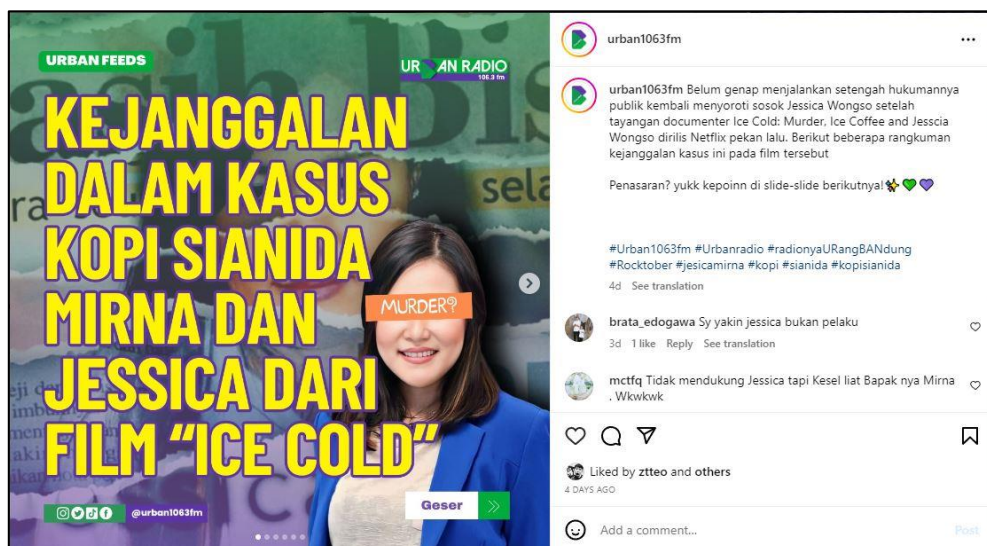 URBAN FEEDS
URBAN RADIO
106.3 fm
KEJANGGALAN
DALAM KASUS
KOPI SIANIDA
MIRNA DAN
JESSICA DARI
FILM “ICE COLD”
MURDER?
sela
@urban1063fm
Geser
urban1063fm
urban1063fm Belum genap menjalankan setengah hukumannya
publik kembali menyoroti sosok Jessica Wongso setelah
tayangan documenter Ice Cold: Murder, Ice Coffee and Jesscia
Wongso dirilis Netflix pekan lalu. Berikut beberapa rangkuman
kejanggalan kasus ini pada film tersebut
Penasaran? yukk kepoinn di slide-slide berikutnya!✨💚💜
#Urban1063fm #Urbanradio #radionyaURangBANdung
#Rocktober #jesicamirna #kopi #sianida #kopisianida
4d See translation
brata_edogawa Sy yakin jessica bukan pelaku
3d 1 like Reply See translation
mctfq Tidak mendukung Jessica tapi Kesel liat Bapak nya Mirna
. Wkwkwk
Liked by ztteo and others
4 DAYS AGO
Add a comment...
Post